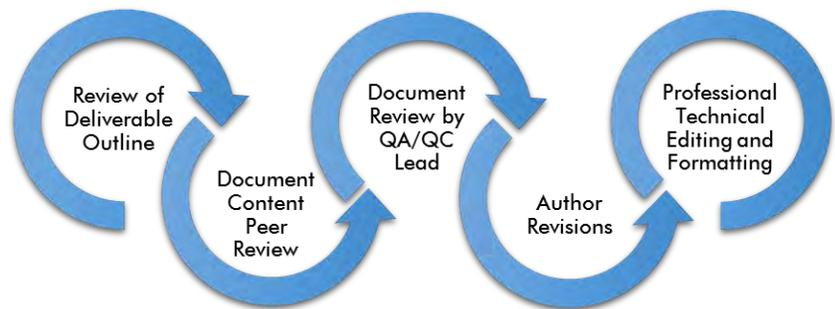 Review of
Deliverable
Outline
Document
Content
Peer
Review
Document
Review by
QA/QC
Lead
Author
Revisions
Professional
Technical
Editing and
Formatting